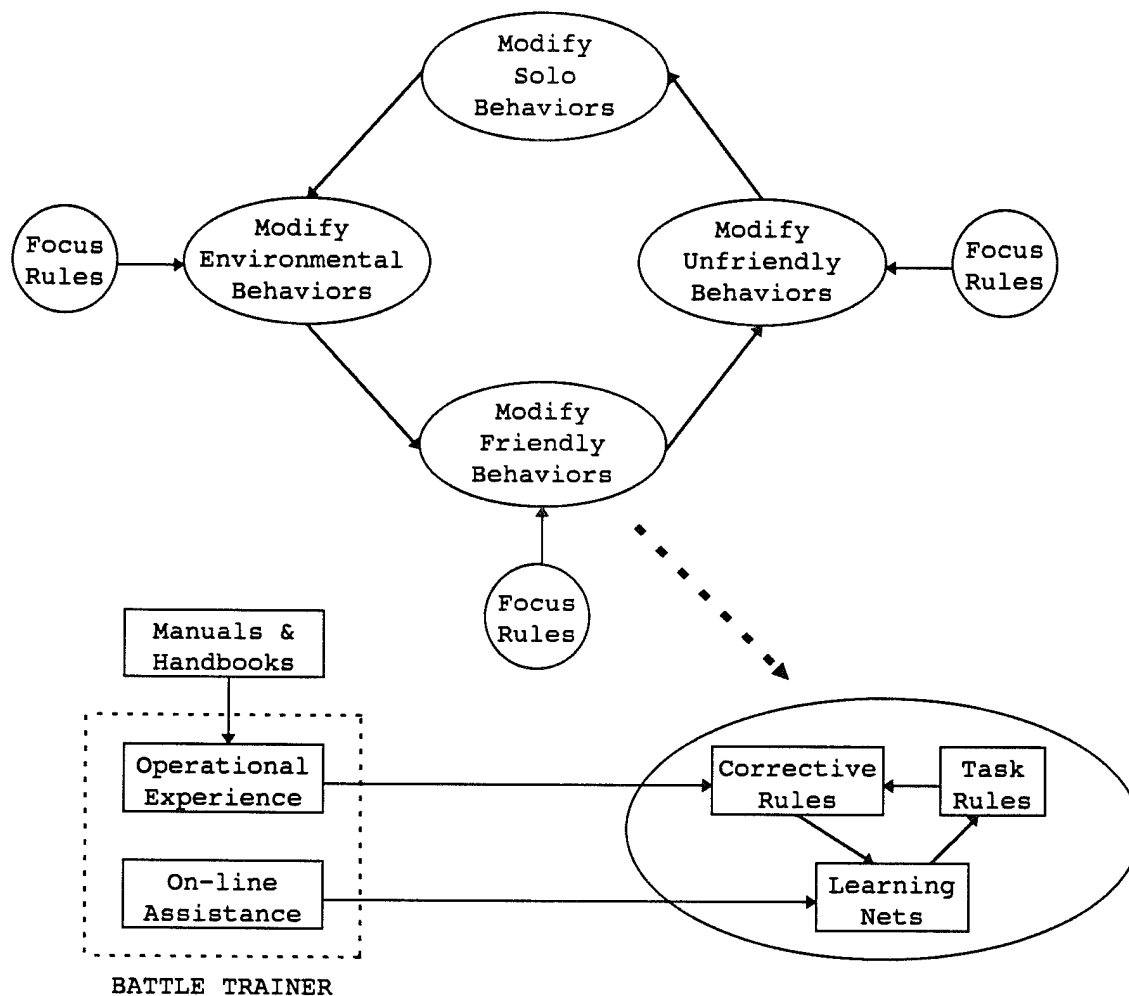 Modify
Solo
Behaviors
Focus
Rules
Modify
Environmental
Behaviors
Modify
Unfriendly
Behaviors
Focus
Rules
Modify
Friendly
Behaviors
Focus
Rules
Manuals &
Handbooks
Operational
Experience
Corrective
Rules
Task
Rules
On-line
Assistance
Learning
Nets
BATTLE TRAINER